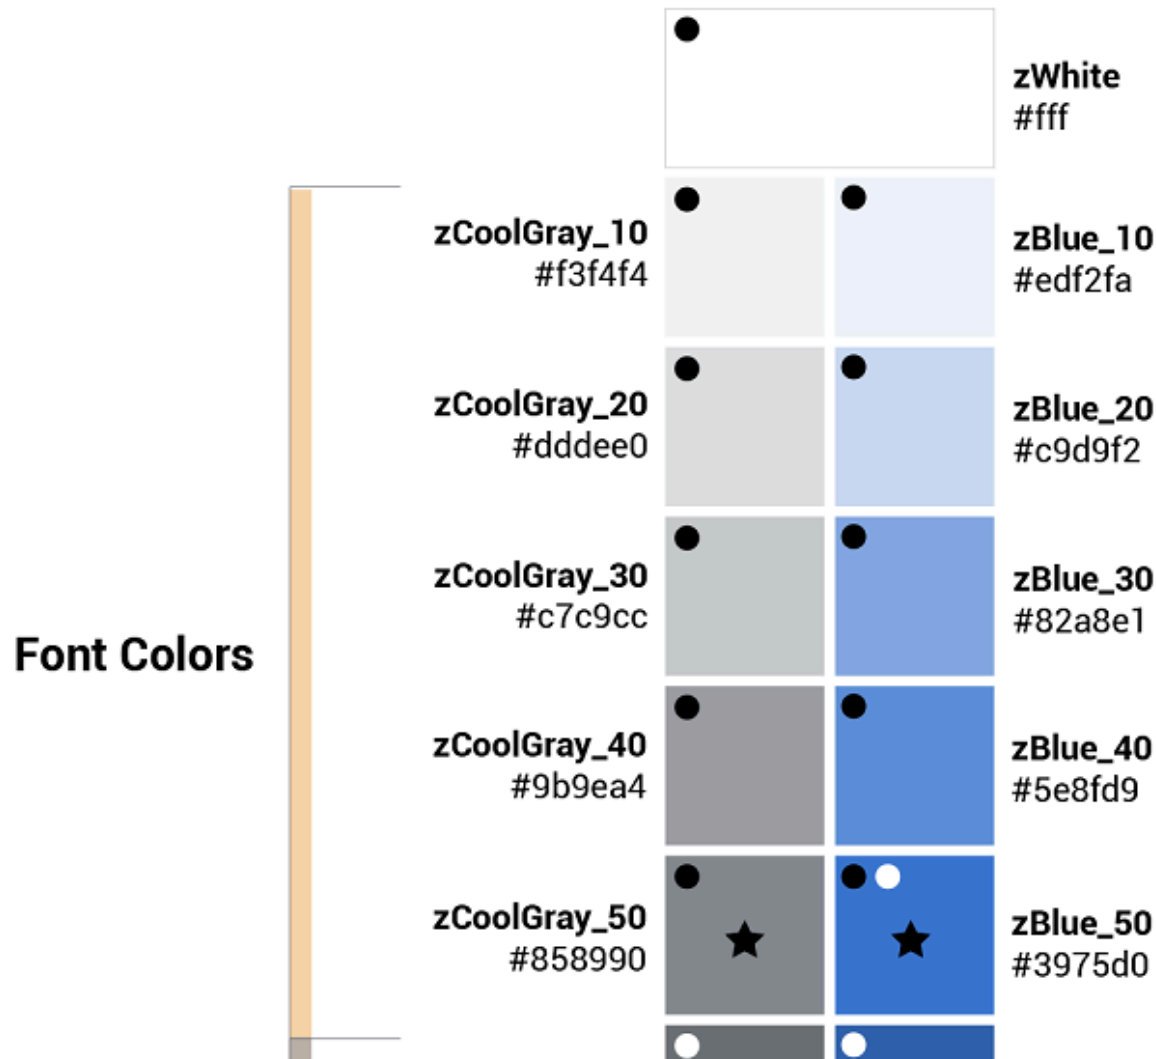 zWhite
#fff
zCoolGray_10
#f3f4f4
zBlue_10
#edf2fa
zCoolGray_20
#dddee0
zBlue_20
#c9d9f2
zCoolGray_30
#c7c9cc
zBlue_30
#82a8e1
Font Colors
zCoolGray_40
#9b9ea4
zBlue_40
#5e8fd9
zCoolGray_50
#858990
zBlue_50
#3975d0